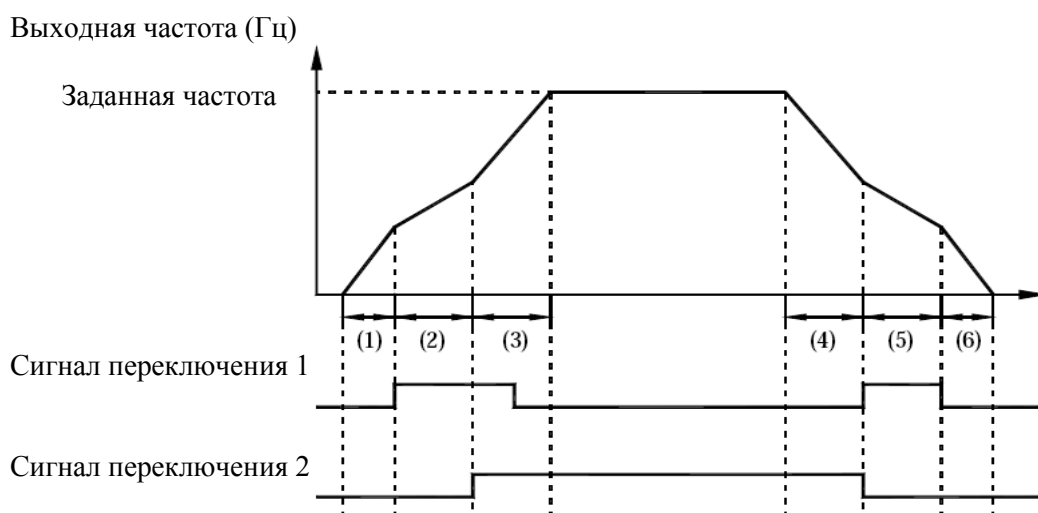 Выходная частота (Гц)
Заданная частота
(1) (2) (3) (4) (5) (6)
Сигнал переключения 1
Сигнал переключения 2